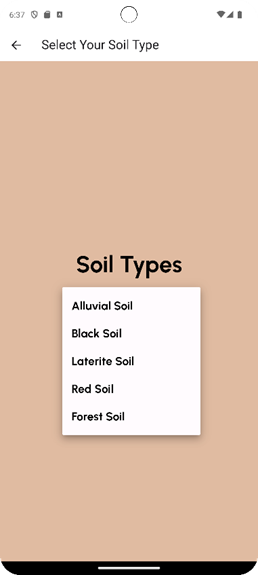 6:37
Select Your Soil Type
Soil Types
Alluvial Soil
Black Soil
Laterite Soil
Red Soil
Forest Soil